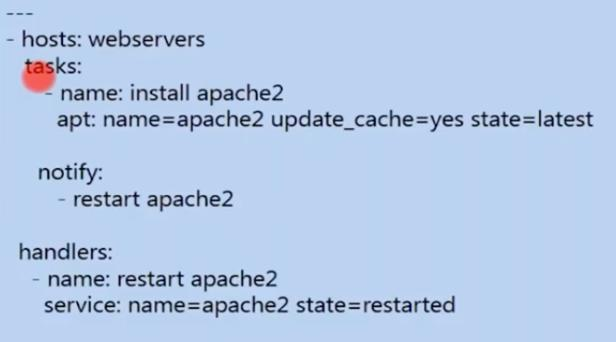 ---
- hosts: webservers
tasks:
- name: install apache2
apt: name=apache2 update_cache=yes state=latest
notify:
- restart apache2
handlers:
- name: restart apache2
service: name=apache2 state=restarted